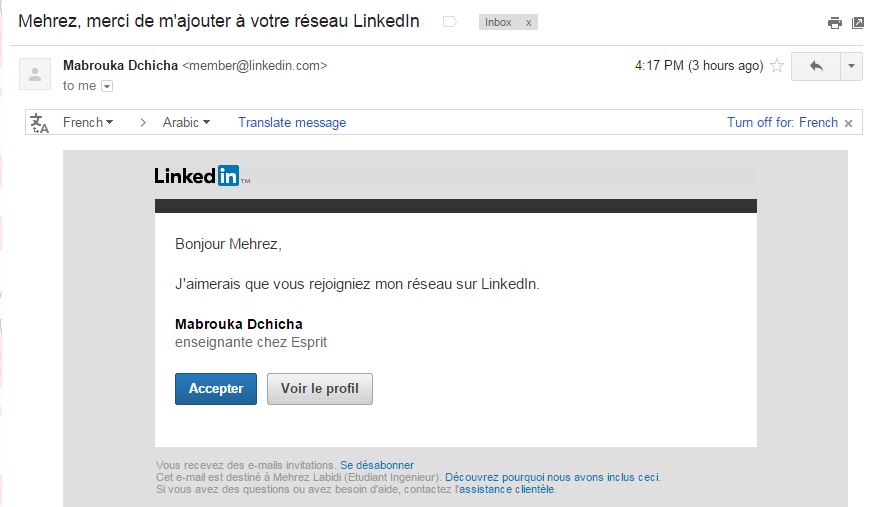 Mehrez, merci de m'ajouter à votre réseau LinkedIn
Inbox x
Mabrouka Dchicha <member@linkedin.com>
4:17 PM (3 hours ago)
to me
French > Arabic Translate message
Turn off for: French x
Linked in TM
Bonjour Mehrez,
J'aimerais que vous rejoigniez mon réseau sur LinkedIn.
Mabrouka Dchicha
enseignante chez Esprit
Accepter Voir le profil
Vous recevez des e-mails invitations. Se désabonner
Cet e-mail est destiné à Mehrez Labidi (Etudiant Ingenieur). Découvrez pourquoi nous avons inclus ceci.
Si vous avez des questions ou avez besoin d'aide, contactez l'assistance clientèle.